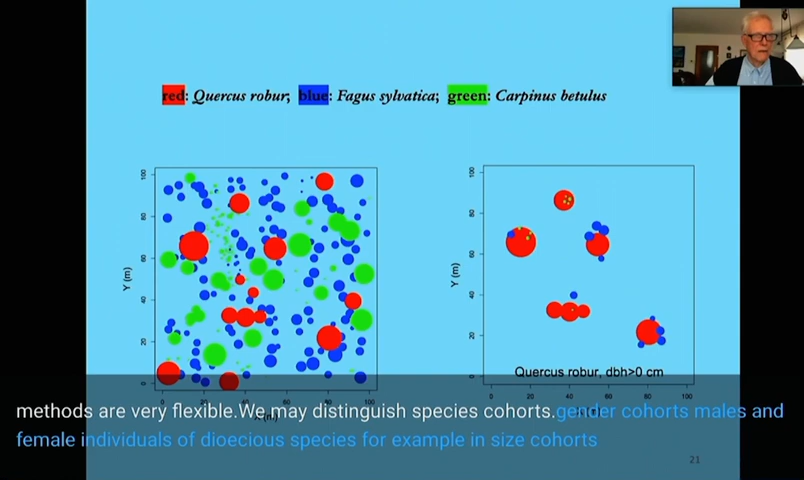 red: Quercus robur; blue: Fagus sylvatica; green: Carpinus betulus
Y (m)
0 20 40 60 80 100
0 20 40 60 80 100
X (m)
Y (m)
0 20 40 60 80 100
Quercus robur, dbh>0 cm
0 20 40 60 80 100
methods are very flexible.We may distinguish species cohorts.gender cohorts males and
female individuals of dioecious species for example in size cohorts
21